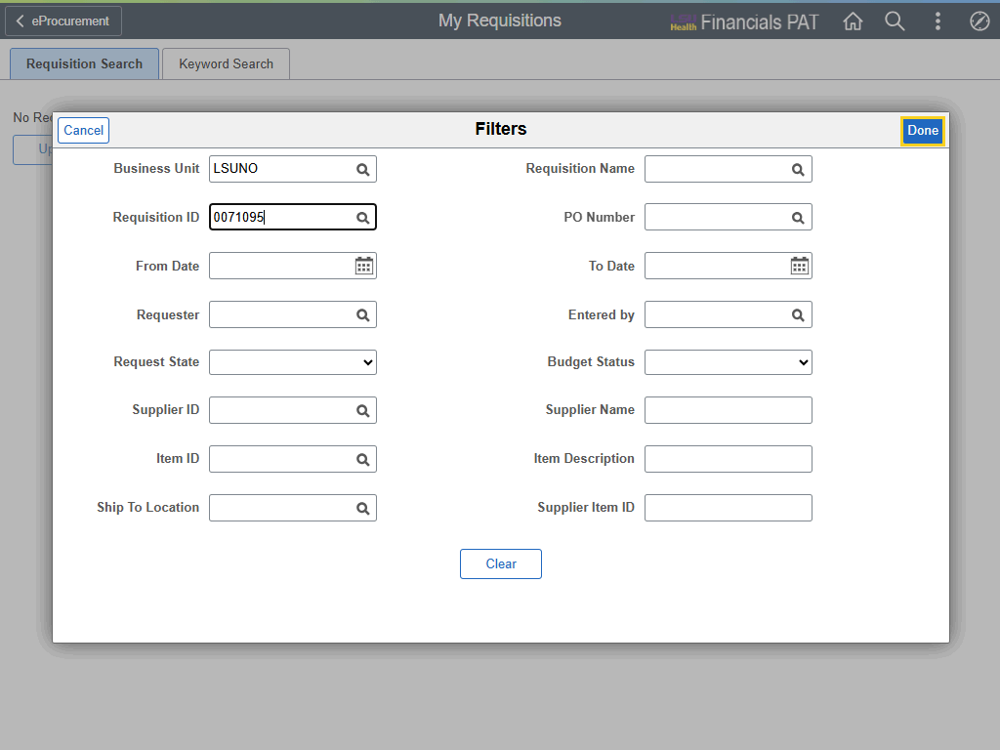 eProcurement
My Requisitions
Health Financials PAT
Requisition Search
Keyword Search
No Re
Up
Cancel
Filters
Done
Business Unit LSUNO
Requisition Name
Requisition ID 0071095
PO Number
From Date
To Date
Requester
Entered by
Request State
Budget Status
Supplier ID
Supplier Name
Item ID
Item Description
Ship To Location
Supplier Item ID
Clear